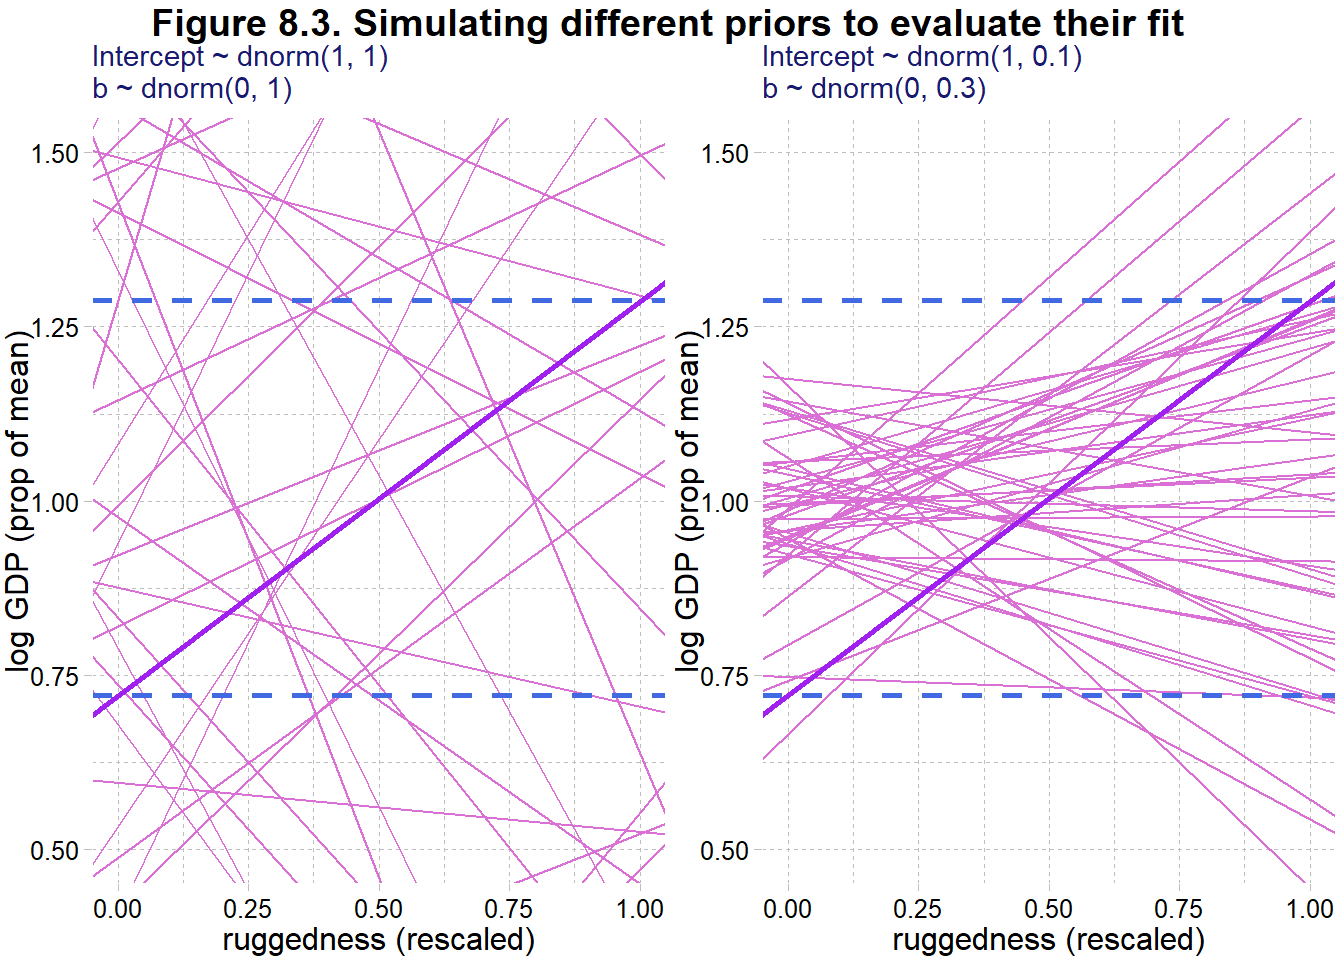 Figure 8.3. Simulating different priors to evaluate their fit
Intercept ~ dnorm(1, 1)
b ~ dnorm(0, 1)
log GDP (prop of mean)
1.50
1.25
1.00
0.75
0.50
0.00 0.25 0.50 0.75 1.00
ruggedness (rescaled)
Intercept ~ dnorm(1, 0.1)
b ~ dnorm(0, 0.3)
log GDP (prop of mean)
1.50
1.25
1.00
0.75
0.50
0.00 0.25 0.50 0.75 1.00
ruggedness (rescaled)